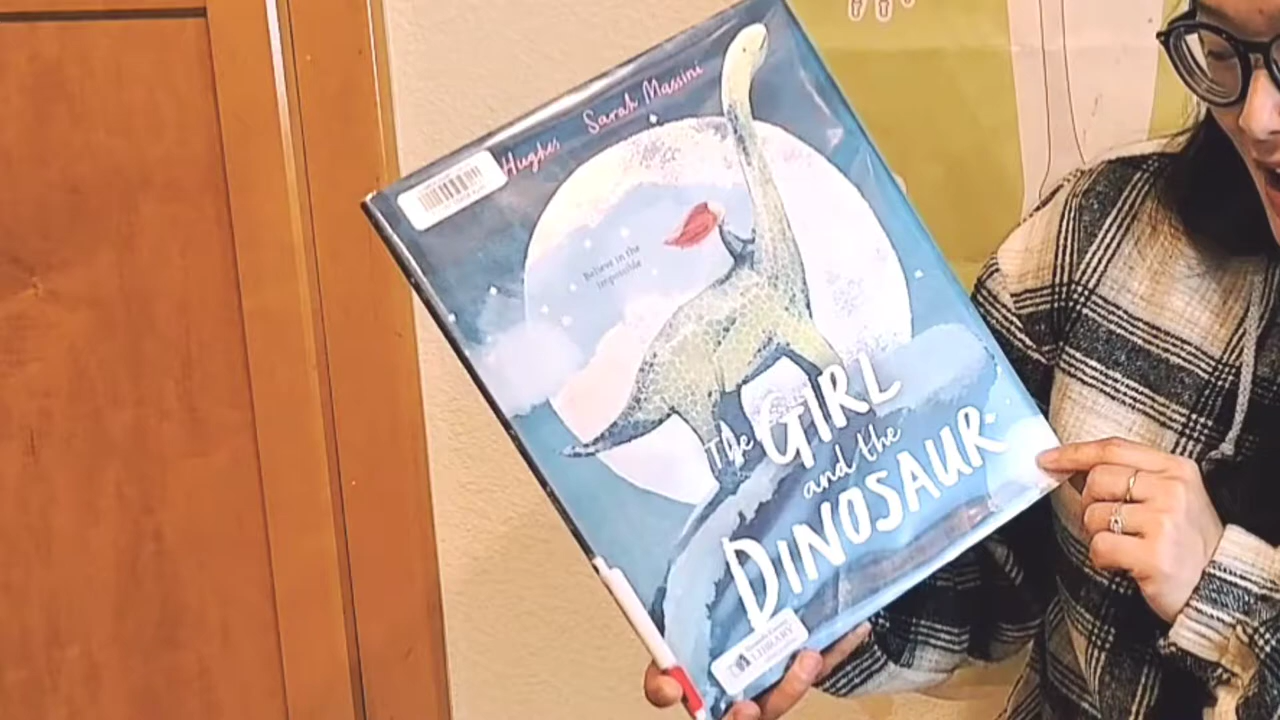 Hughes Sarah Massini
Believe in the
impossible
The GIRL
and the
DINOSAUR
LIBRARY